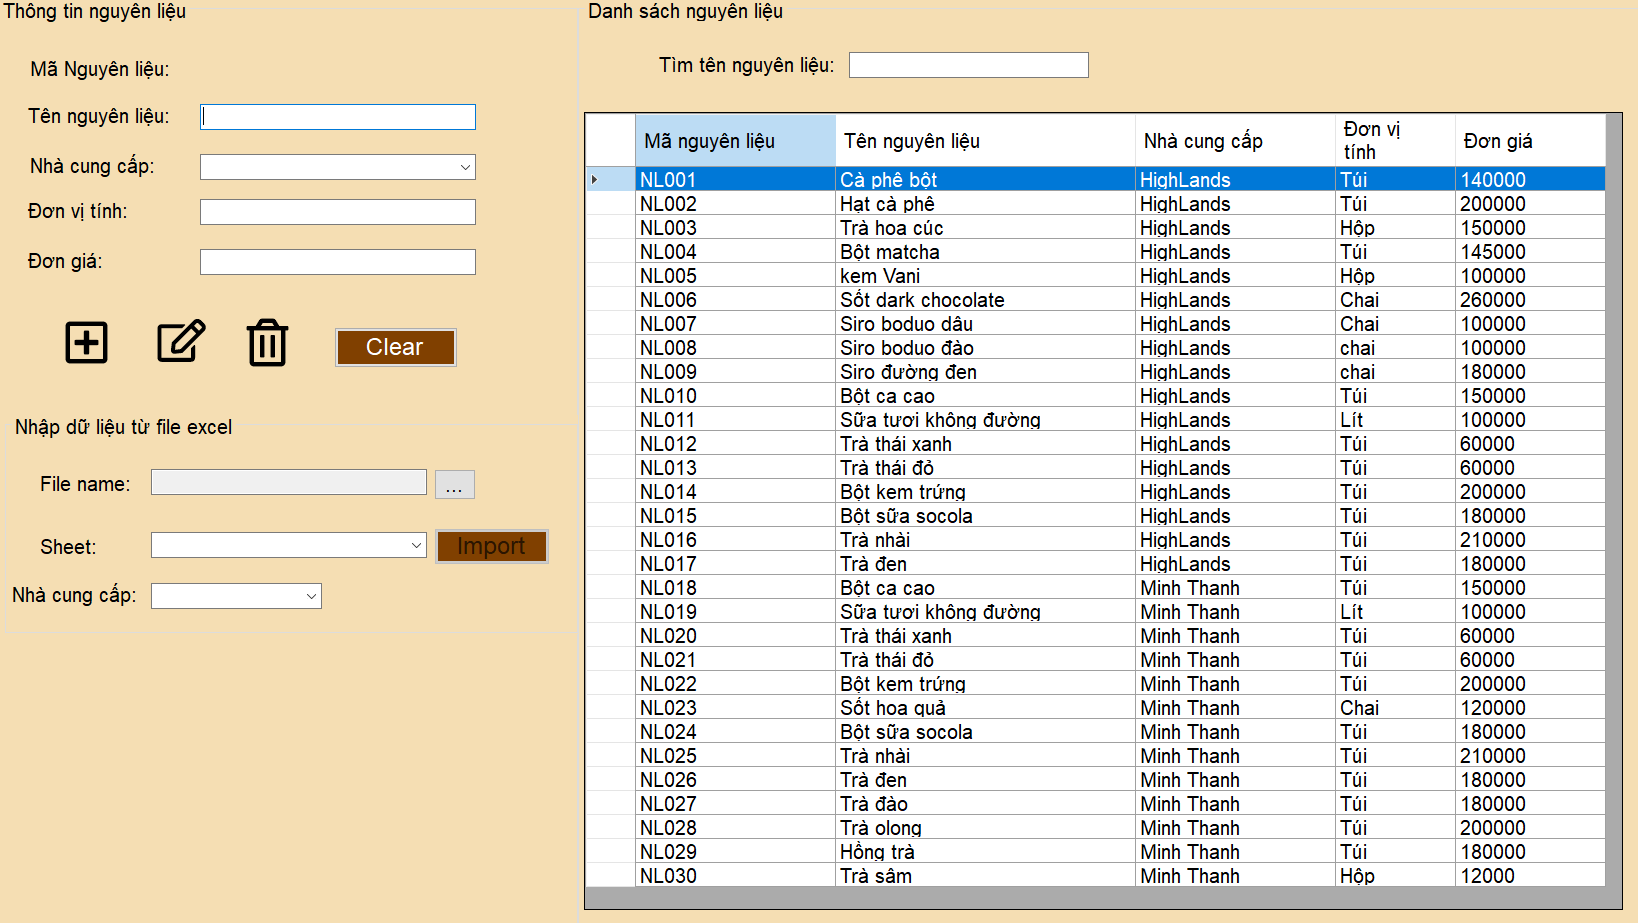 Thông tin nguyên liệu
Mã Nguyên liệu:
Tên nguyên liệu:
Nhà cung cấp:
Đơn vị tính:
Đơn giá:
Clear
Nhập dữ liệu từ file excel
File name:
...
Sheet:
Import
Nhà cung cấp:
Danh sách nguyên liệu
Tìm tên nguyên liệu:
Mã nguyên liệu Tên nguyên liệu Nhà cung cấp Đơn vị tính Đơn giá
NL001 Cà phê bột HighLands Túi 140000
NL002 Hạt cà phê HighLands Túi 200000
NL003 Trà hoa cúc HighLands Hộp 150000
NL004 Bột matcha HighLands Túi 145000
NL005 kem Vani HighLands Hộp 100000
NL006 Sốt dark chocolate HighLands Chai 260000
NL007 Siro boduo dâu HighLands Chai 100000
NL008 Siro boduo đào HighLands chai 100000
NL009 Siro đường đen HighLands chai 180000
NL010 Bột ca cao HighLands Túi 150000
NL011 Sữa tươi không đường HighLands Lít 100000
NL012 Trà thái xanh HighLands Túi 60000
NL013 Trà thái đỏ HighLands Túi 60000
NL014 Bột kem trứng HighLands Túi 200000
NL015 Bột sữa socola HighLands Túi 180000
NL016 Trà nhài HighLands Túi 210000
NL017 Trà đen HighLands Túi 180000
NL018 Bột ca cao Minh Thanh Túi 150000
NL019 Sữa tươi không đường Minh Thanh Lít 100000
NL020 Trà thái xanh Minh Thanh Túi 60000
NL021 Trà thái đỏ Minh Thanh Túi 60000
NL022 Bột kem trứng Minh Thanh Túi 200000
NL023 Sốt hoa quả Minh Thanh Chai 120000
NL024 Bột sữa socola Minh Thanh Túi 180000
NL025 Trà nhài Minh Thanh Túi 210000
NL026 Trà đen Minh Thanh Túi 180000
NL027 Trà đào Minh Thanh Túi 180000
NL028 Trà olong Minh Thanh Túi 200000
NL029 Hồng trà Minh Thanh Túi 180000
NL030 Trà sâm Minh Thanh Hộp 12000